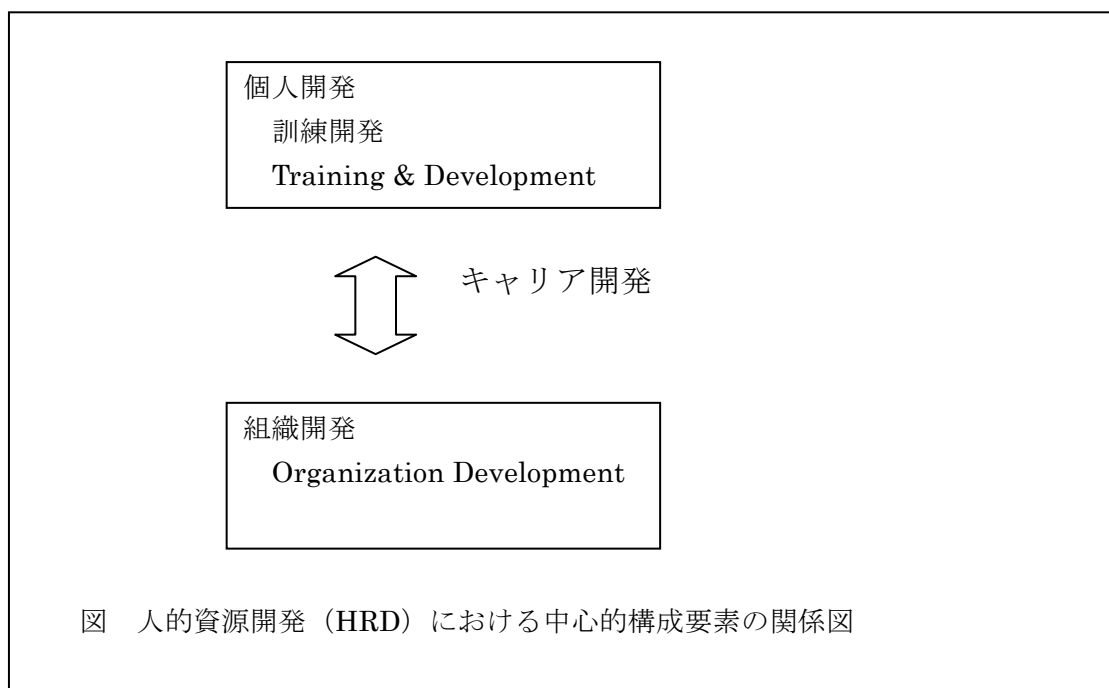 個人開発
訓練開発
Training & Development
キャリア開発
組織開発
Organization Development
図　人的資源開発（HRD）における中心的構成要素の関係図